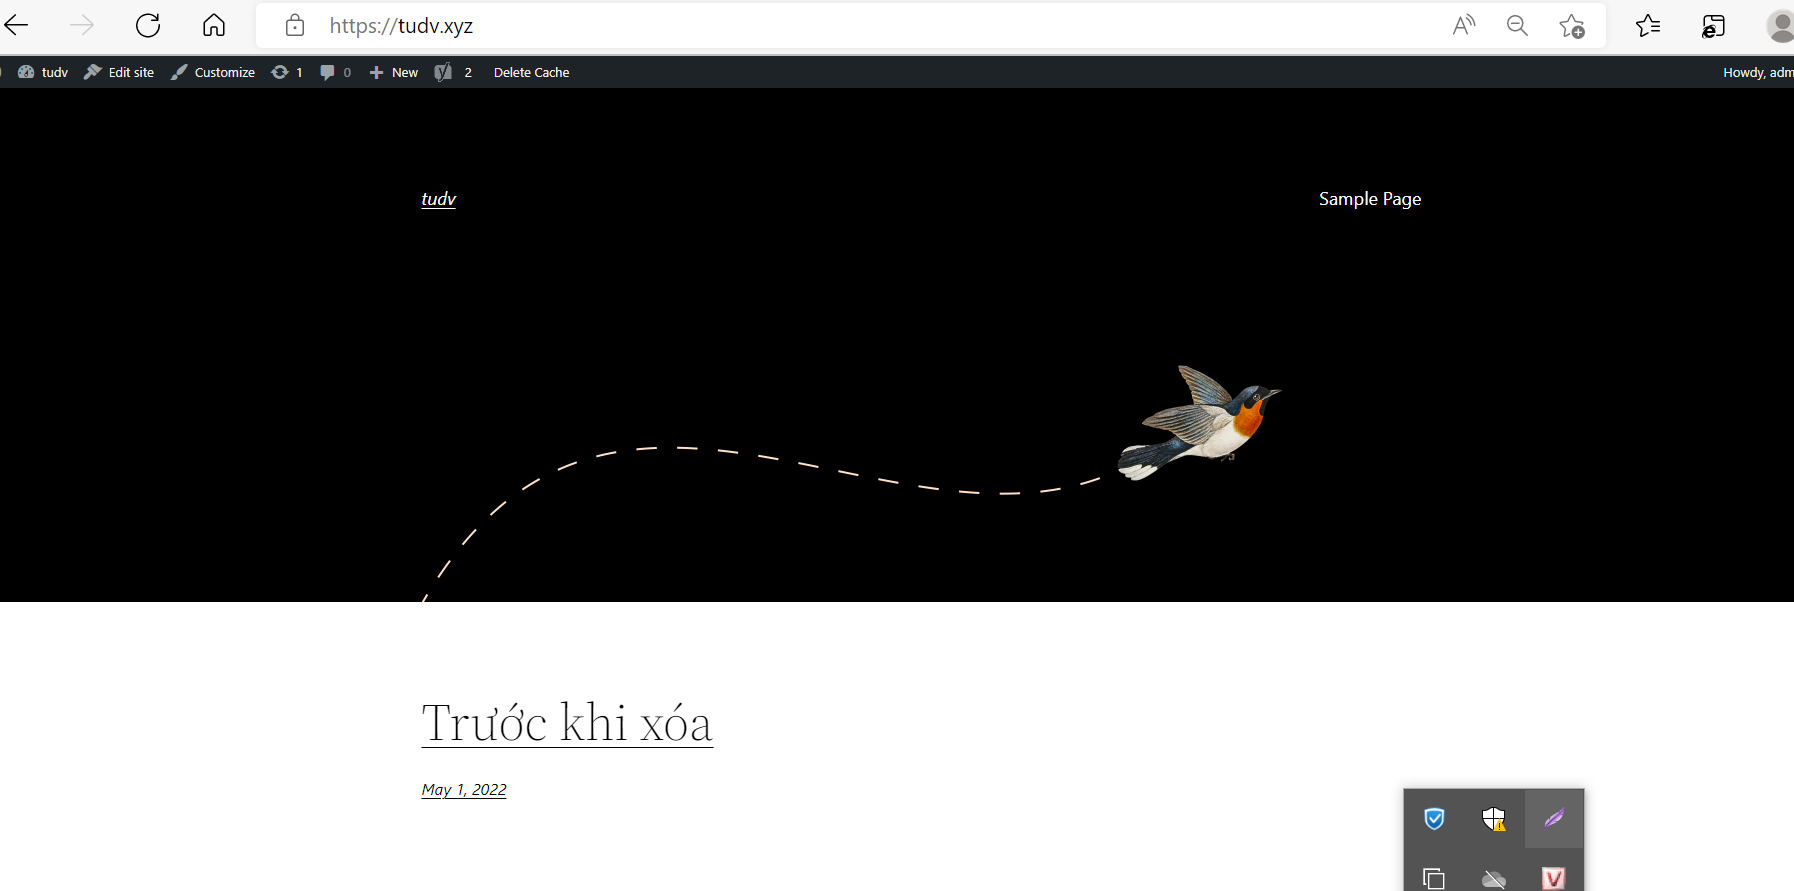 https://tudv.xyz
tudv Edit site Customize 1 0 New 2 Delete Cache Howdy, adm
tudv Sample Page
Trước khi xóa
May 1, 2022